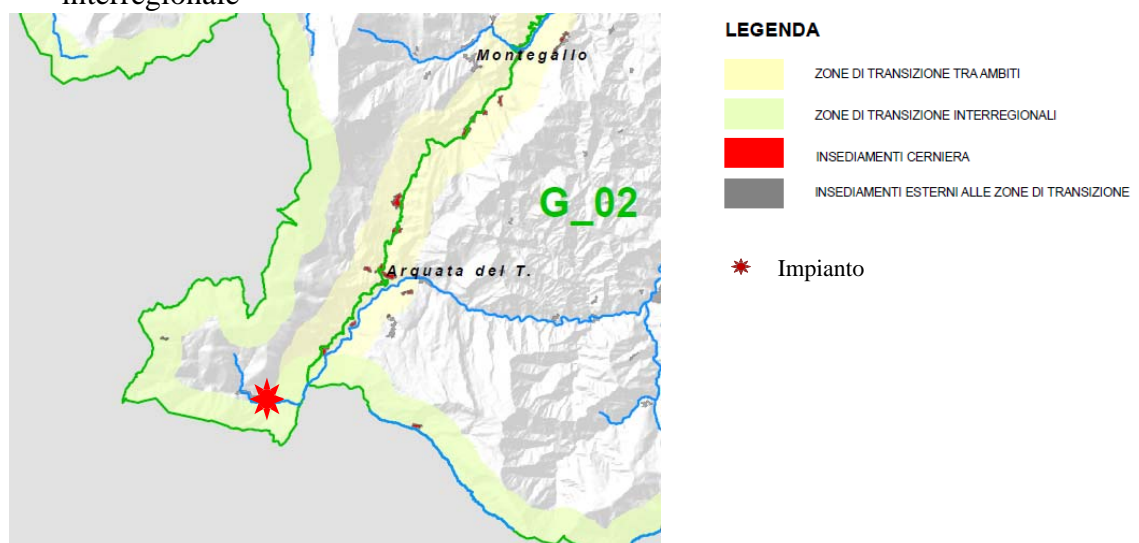 interregionale
Montegallo
G_02
Arquata del T.
LEGENDA
ZONE DI TRANSIZIONE TRA AMBITI
ZONE DI TRANSIZIONE INTERREGIONALI
INSEDIAMENTI CERNIERA
INSEDIAMENTI ESTERNI ALLE ZONE DI TRANSIZIONE
Impianto